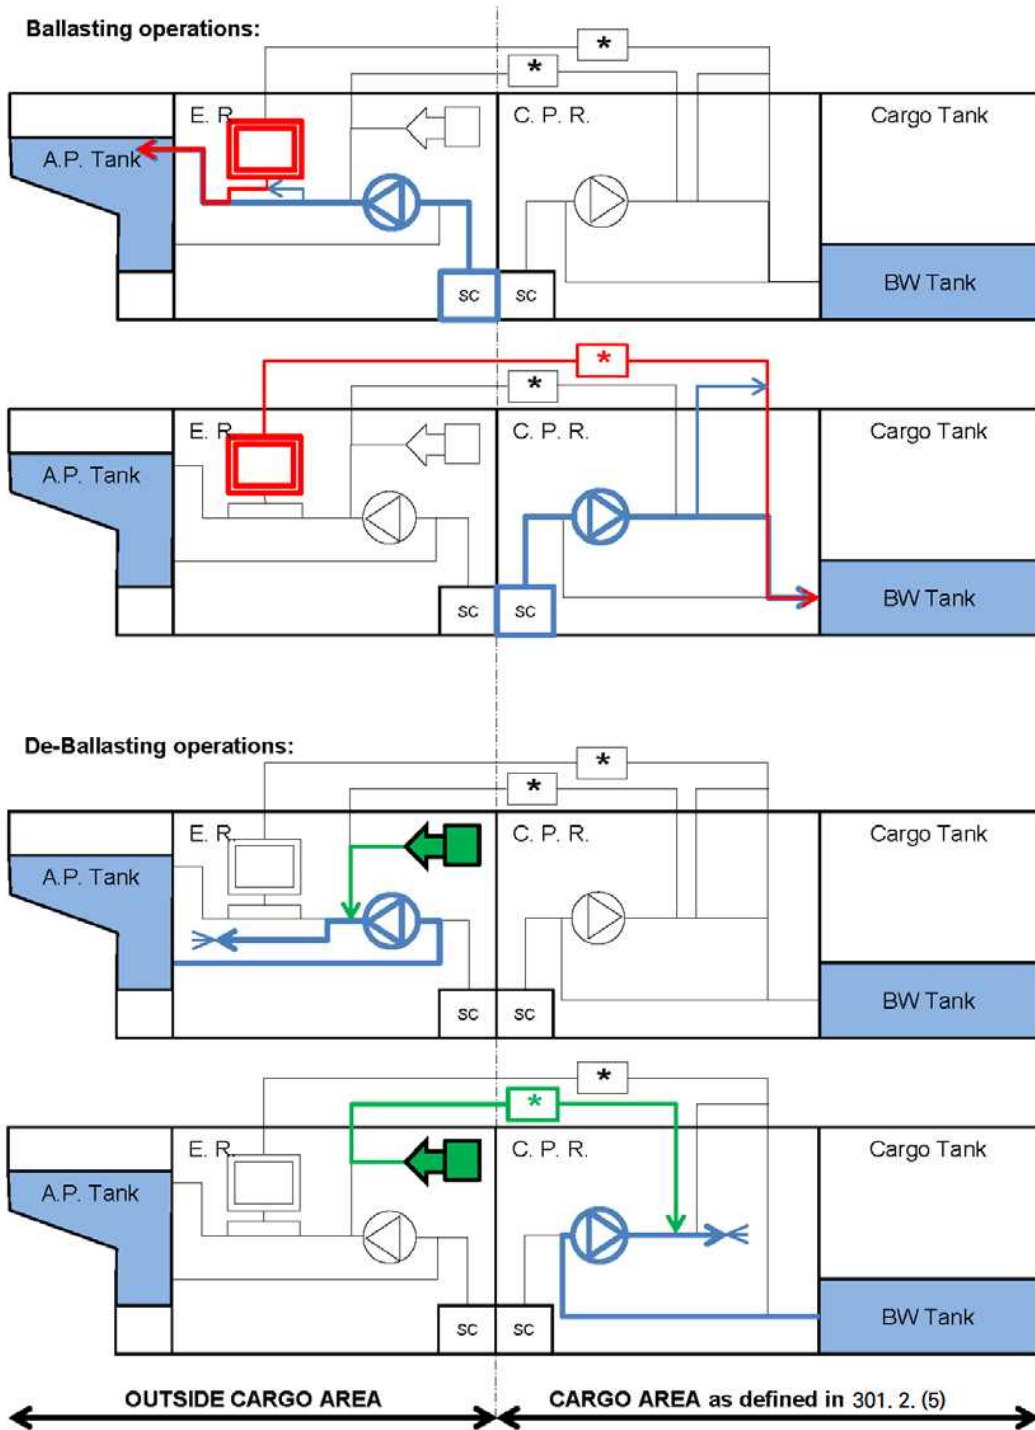 Ballasting operations:
*
*
E. R.
C. P. R.
Cargo Tank
A.P. Tank
BW Tank
SC
SC
*
*
E. R.
C. P. R.
Cargo Tank
A.P. Tank
BW Tank
SC
SC
De-Ballasting operations:
*
*
E. R.
C. P. R.
Cargo Tank
A.P. Tank
BW Tank
SC
SC
*
*
E. R.
C. P. R.
Cargo Tank
A.P. Tank
BW Tank
SC
SC
OUTSIDE CARGO AREA
CARGO AREA as defined in 301. 2. (5)